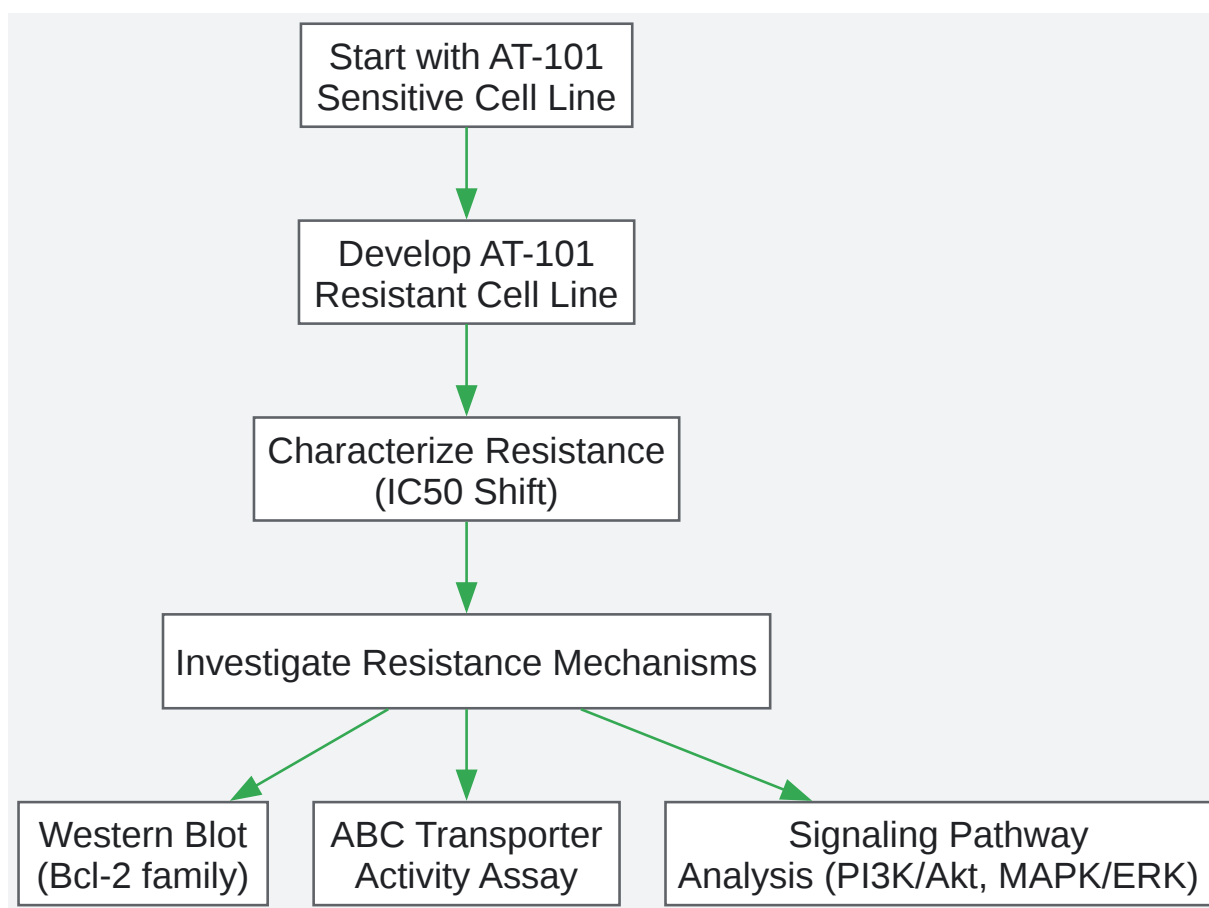 Start with AT-101
Sensitive Cell Line
Develop AT-101
Resistant Cell Line
Characterize Resistance
(IC50 Shift)
Investigate Resistance Mechanisms
Western Blot
(Bcl-2 family)
ABC Transporter
Activity Assay
Signaling Pathway
Analysis (PI3K/Akt, MAPK/ERK)